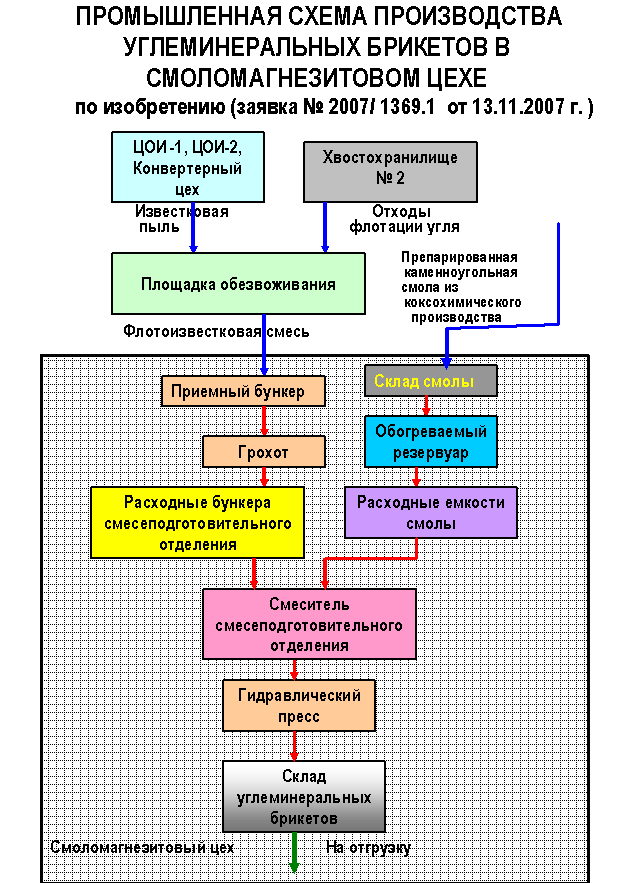 ПРОМЫШЛЕННАЯ СХЕМА ПРОИЗВОДСТВА
УГЛЕМИНЕРАЛЬНЫХ БРИКЕТОВ В
СМОЛОМАГНЕЗИТОВОМ ЦЕХЕ
по изобретению (заявка № 2007/ 1369.1 от 13.11.2007 г. )
ЦОИ-1, ЦОИ-2,
Конвертерный
цех
Хвостохранилище
№ 2
Известковая
пыль
Отходы
флотации угля
Препарированная
каменноугольная
смола из
коксохимического
производства
Площадка обезвоживания
Флотоизвестковая смесь
Приемный бункер
Склад смолы
Грохот
Обогреваемый
резервуар
Расходные бункера
смесеподготовительного
отделения
Расходные емкости
смолы
Смеситель
смесеподготовительного
отделения
Гидравлический
пресс
Склад
углеминеральных
брикетов
Смоломагнезитовый цех
На отгрузку